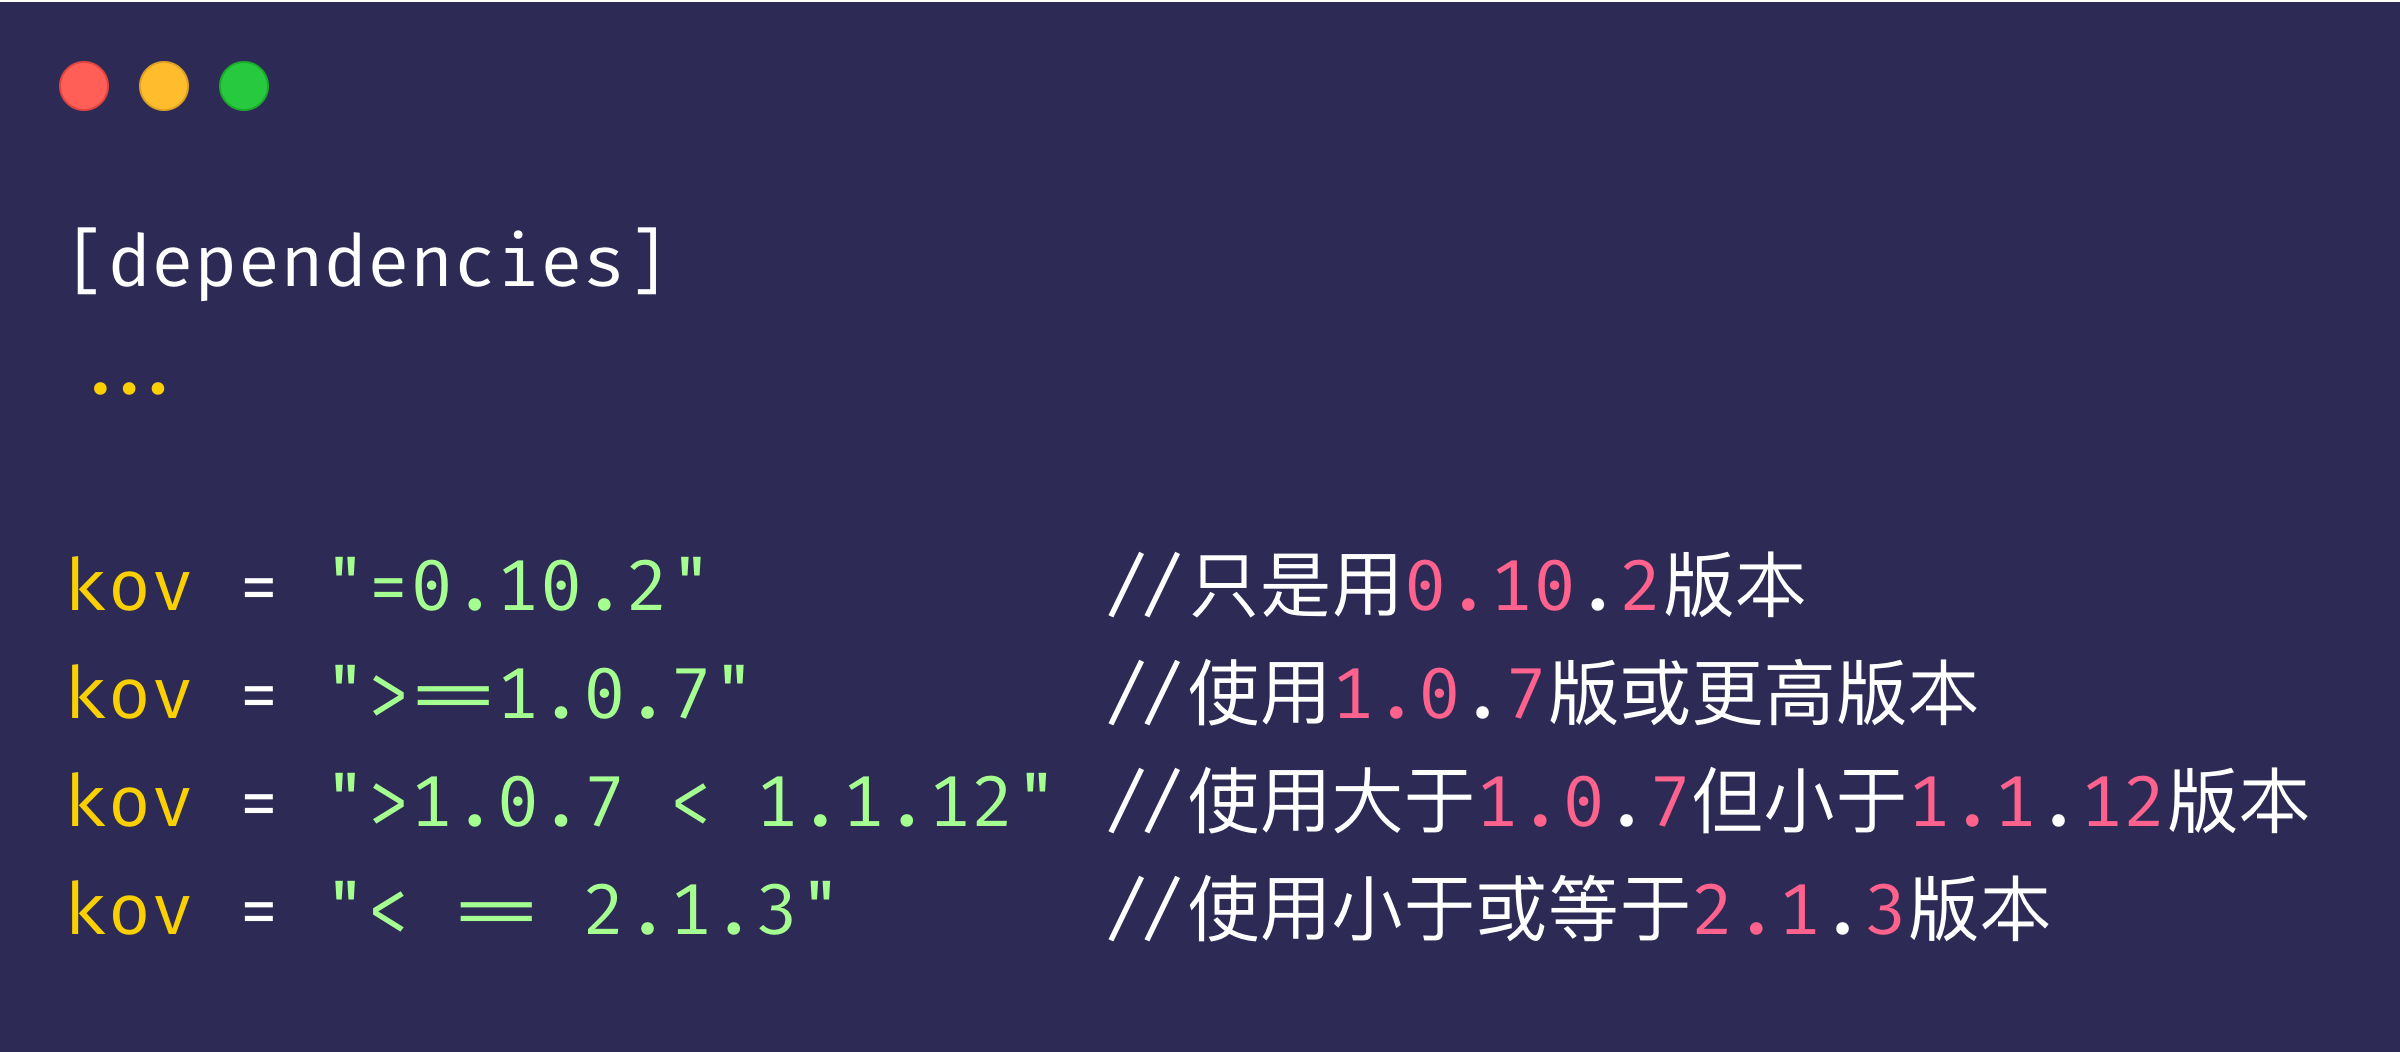 [dependencies]
...
kov = "=0.10.2" //只是用0.10.2版本
kov = ">==1.0.7" //使用1.0.7版或更高版本
kov = ">1.0.7 < 1.1.12" //使用大于1.0.7但小于1.1.12版本
kov = "< == 2.1.3" //使用小于或等于2.1.3版本